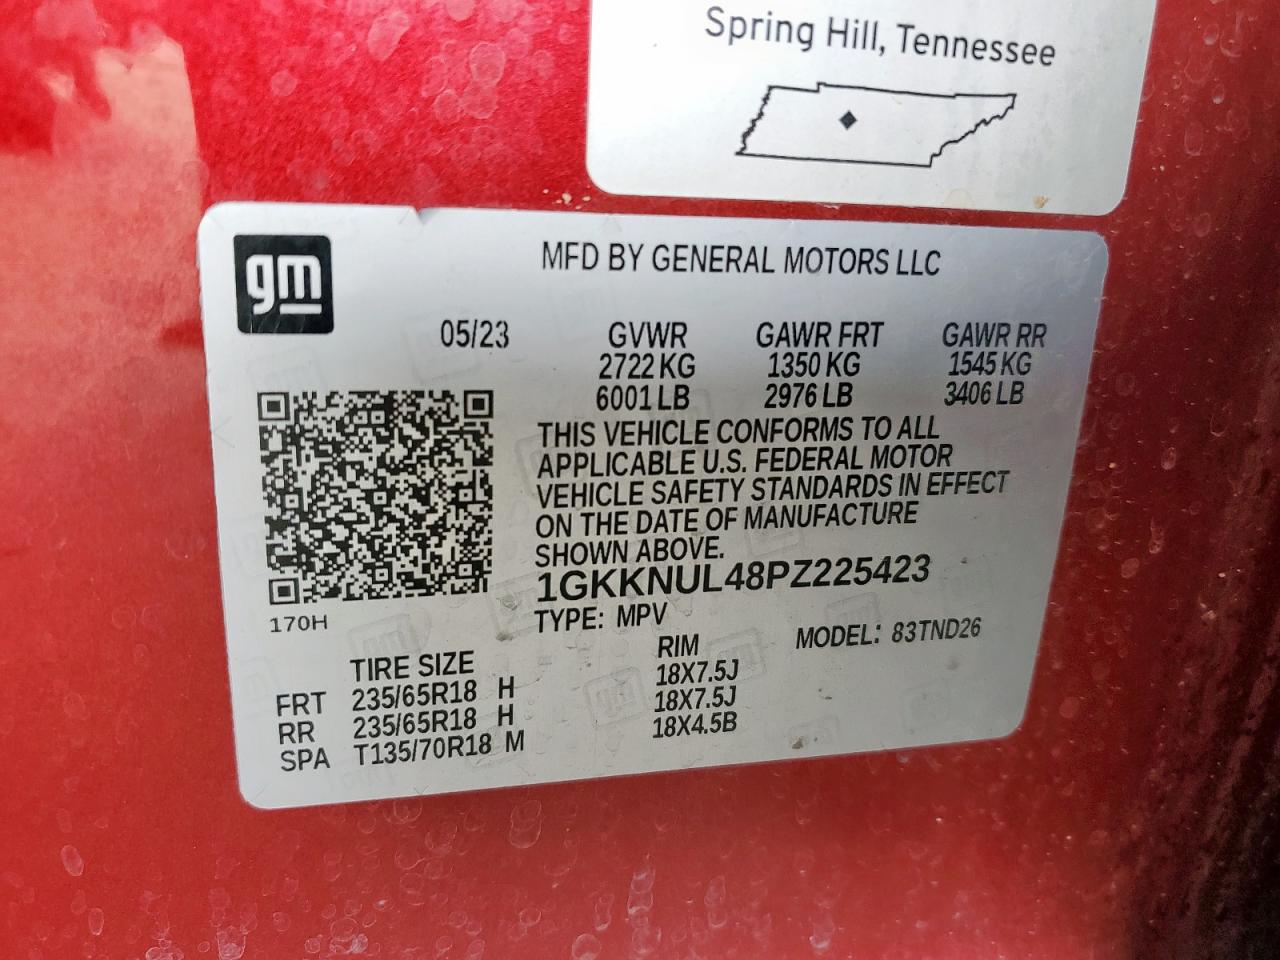 Spring Hill, Tennessee
gm
MFD BY GENERAL MOTORS LLC
05/23 GVWR GAWR FRT GAWR RR
2722 KG 1350 KG 1545 KG
6001 LB 2976 LB 3406 LB
THIS VEHICLE CONFORMS TO ALL
APPLICABLE U.S. FEDERAL MOTOR
VEHICLE SAFETY STANDARDS IN EFFECT
ON THE DATE OF MANUFACTURE
SHOWN ABOVE.
1GKKNUL48PZ225423
170H
TYPE: MPV MODEL: 83TND26
TIRE SIZE RIM
FRT 235/65R18 H 18X7.5J
RR 235/65R18 H 18X7.5J
SPA T135/70R18 M 18X4.5B